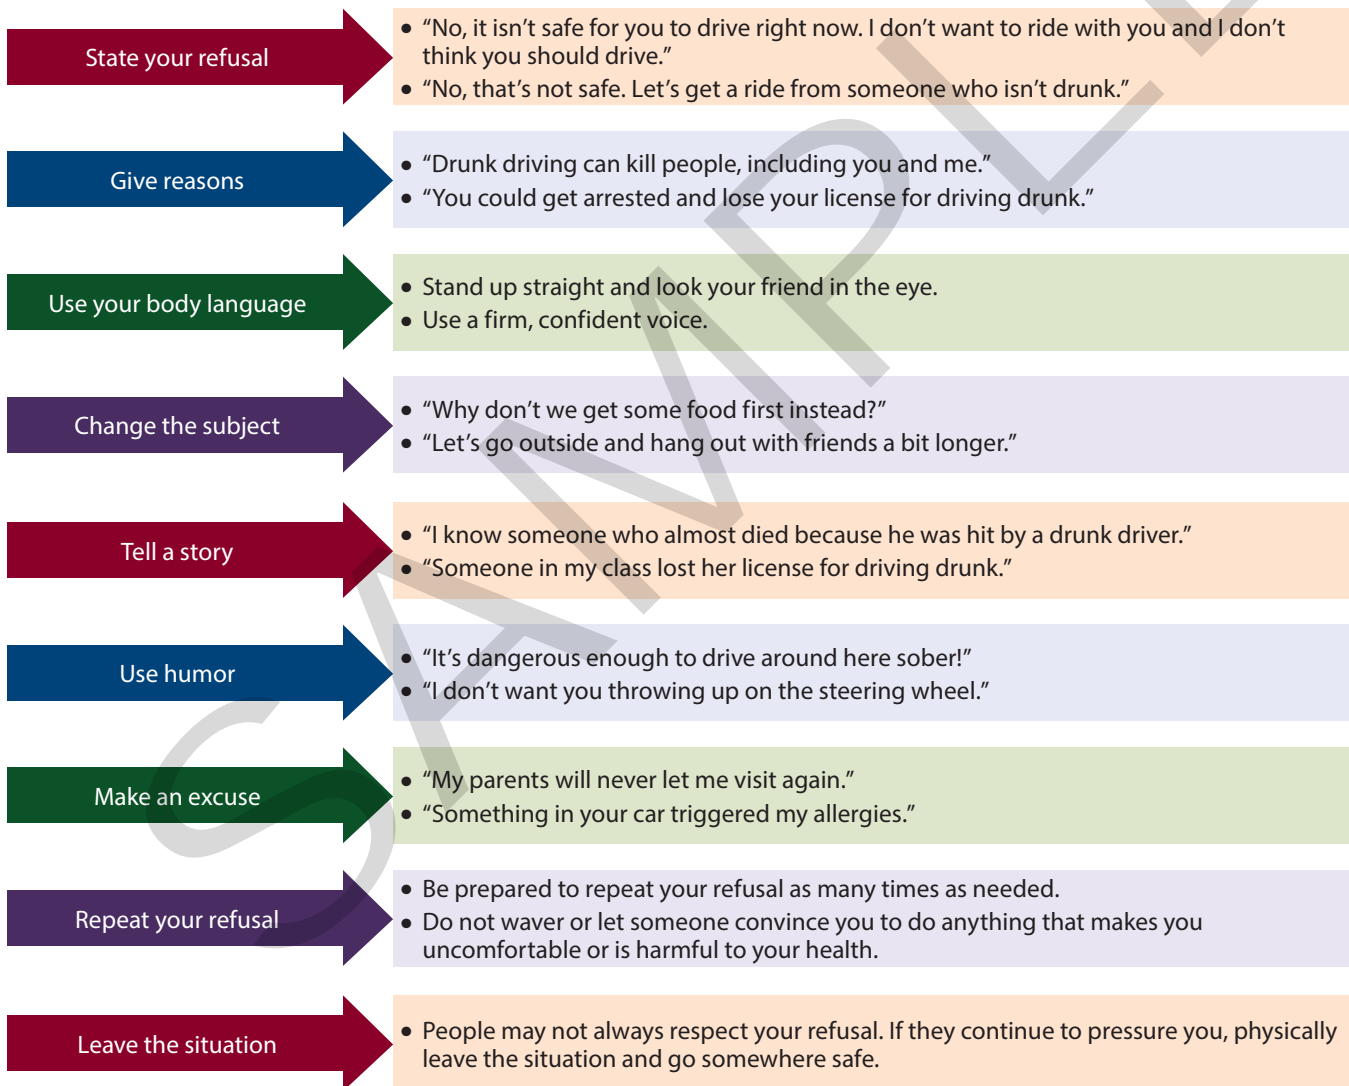 State your refusal
• “No, it isn’t safe for you to drive right now. I don’t want to ride with you and I don’t
think you should drive.”
• “No, that’s not safe. Let’s get a ride from someone who isn’t drunk.”
Give reasons
• “Drunk driving can kill people, including you and me.”
• “You could get arrested and lose your license for driving drunk.”
Use your body language
• Stand up straight and look your friend in the eye.
• Use a firm, confident voice.
Change the subject
• “Why don’t we get some food first instead?”
• “Let’s go outside and hang out with friends a bit longer.”
Tell a story
• “I know someone who almost died because he was hit by a drunk driver.”
• “Someone in my class lost her license for driving drunk.”
Use humor
• “It’s dangerous enough to drive around here sober!”
• “I don’t want you throwing up on the steering wheel.”
Make an excuse
• “My parents will never let me visit again.”
• “Something in your car triggered my allergies.”
Repeat your refusal
• Be prepared to repeat your refusal as many times as needed.
• Do not waver or let someone convince you to do anything that makes you
uncomfortable or is harmful to your health.
Leave the situation
• People may not always respect your refusal. If they continue to pressure you, physically
leave the situation and go somewhere safe.
SAMPL